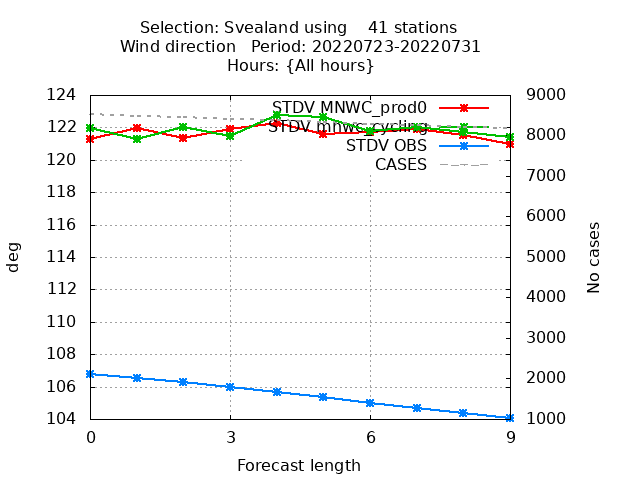 Selection: Svealand using    41 stations
Wind direction   Period: 20220723-20220731
Hours: {All hours}
124
122
120
118
116
114
112
110
108
106
104
deg
STDV MNWC_prod0
STDV mnwc_cycling
STDV OBS
CASES
9000
8000
7000
6000
5000
4000
3000
2000
1000
No cases
0 3 6 9
Forecast length